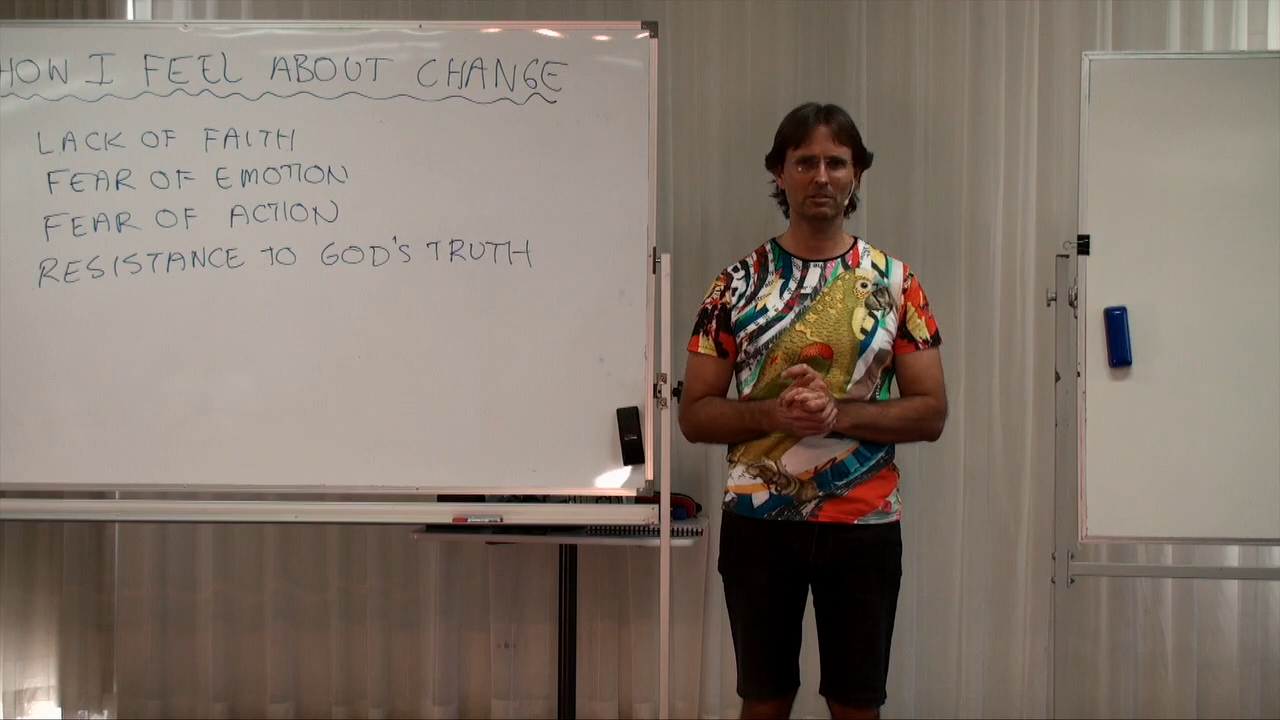 HOW I FEEL ABOUT CHANGE
LACK OF FAITH
FEAR OF EMOTION
FEAR OF ACTION
RESISTANCE TO GOD'S TRUTH